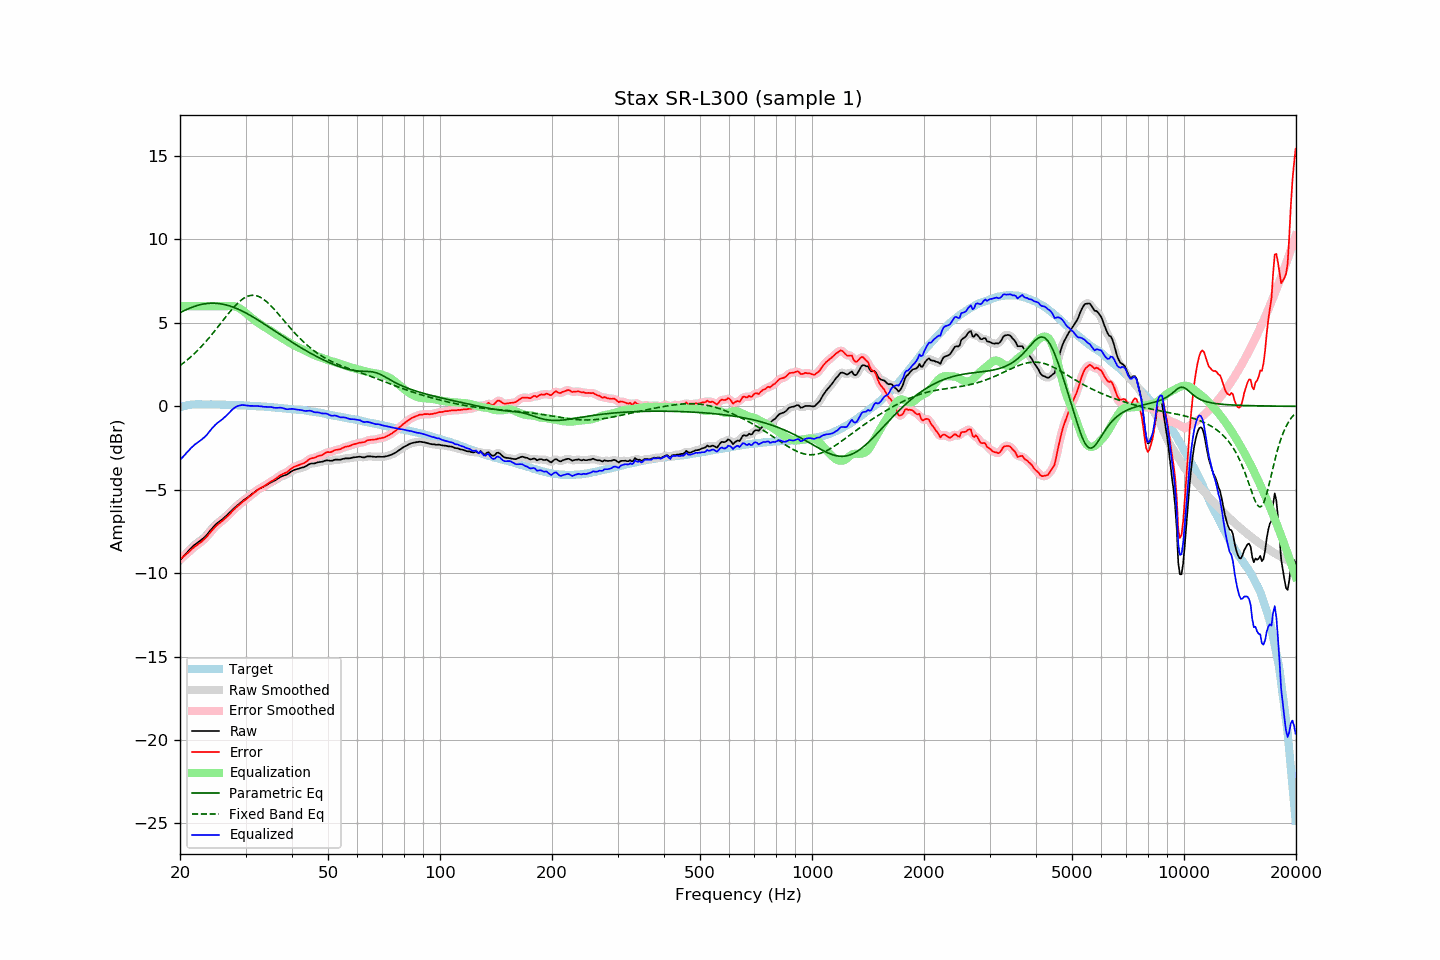 Stax SR-L300 (sample 1)
Amplitude (dBr)
15
10
5
0
−5
−10
−15
−20
−25
Target
Raw Smoothed
Error Smoothed
Raw
Error
Equalization
Parametric Eq
Fixed Band Eq
Equalized
20 50 100 200 500 1000 2000 5000 10000 20000
Frequency (Hz)